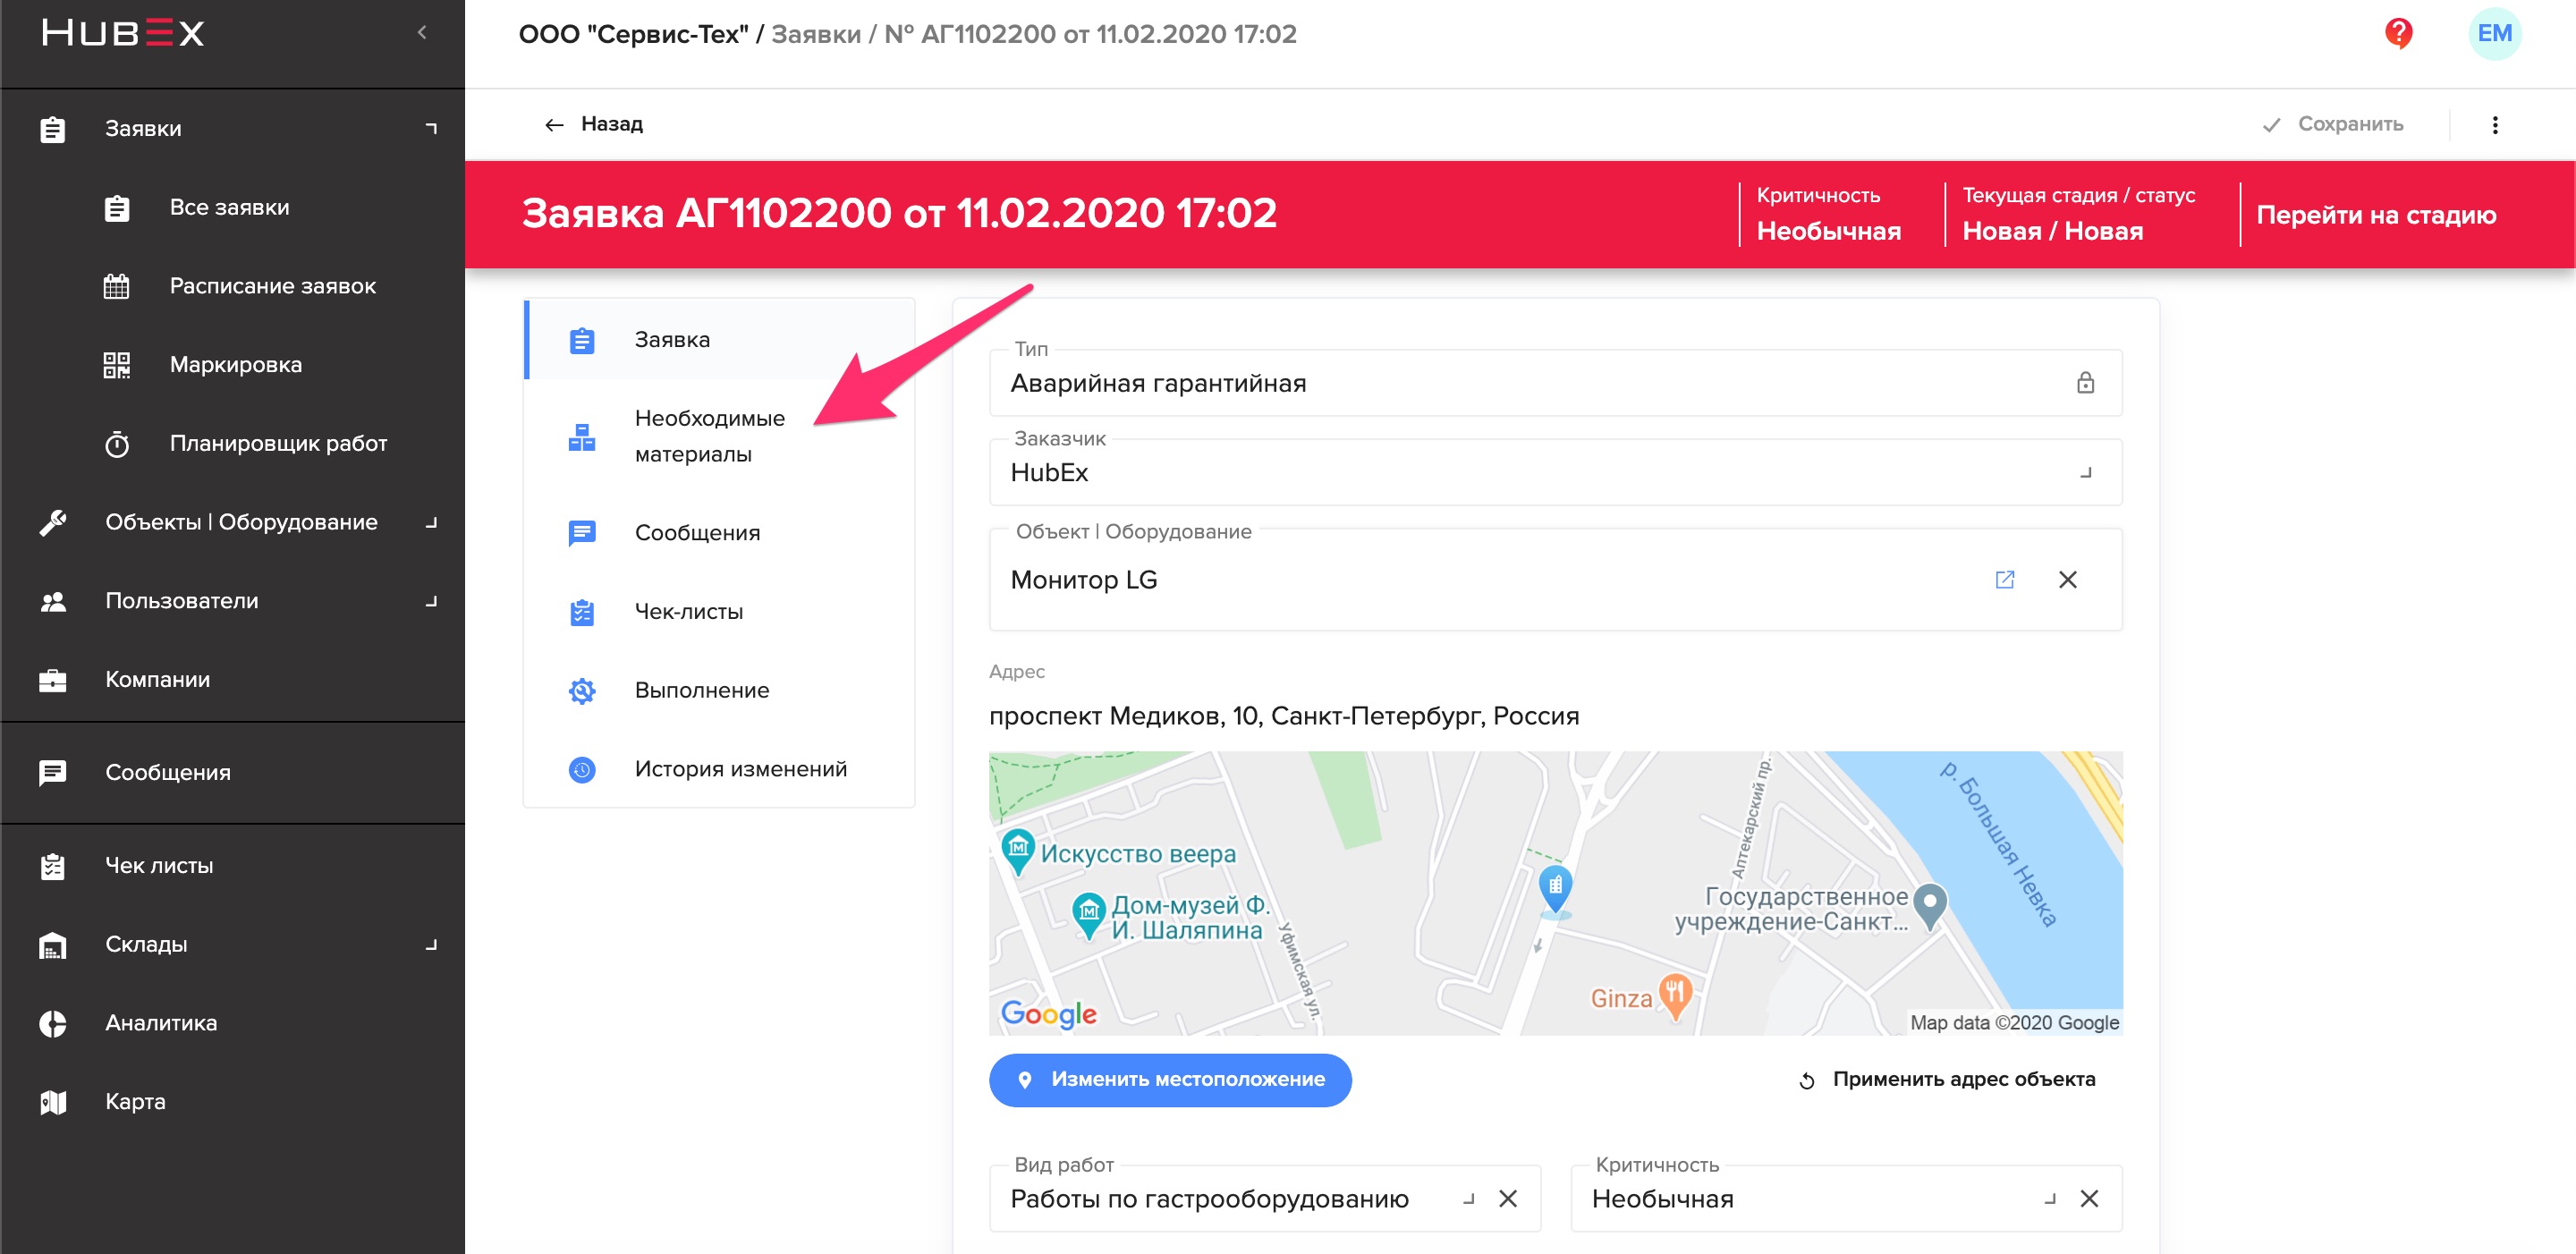 HUBEX
ООО "Сервис-Тех" / Заявки / № АГ1102200 от 11.02.2020 17:02
?
EM
Заявки
Все заявки
Расписание заявок
Маркировка
Планировщик работ
Объекты | Оборудование
Пользователи
Компании
Сообщения
Чек листы
Склады
Аналитика
Карта
Назад
Сохранить
Заявка АГ1102200 от 11.02.2020 17:02
Критичность
Необычная
Текущая стадия / статус
Новая / Новая
Перейти на стадию
Заявка
Необходимые
материалы
Сообщения
Чек-листы
Выполнение
История изменений
Тип
Аварийная гарантийная
Заказчик
HubEx
Объект | Оборудование
Монитор LG
Адрес
проспект Медиков, 10, Санкт-Петербург, Россия
Искусство веера
Дом-музей Ф.
И. Шаляпина
Уфимская ул.
Аптекарский пр.
р. Большая Невка
Государственное
учреждение-Санкт...
Ginza
Google
Map data ©2020 Google
Изменить местоположение
Применить адрес объекта
Вид работ
Работы по гастрооборудованию
Критичность
Необычная